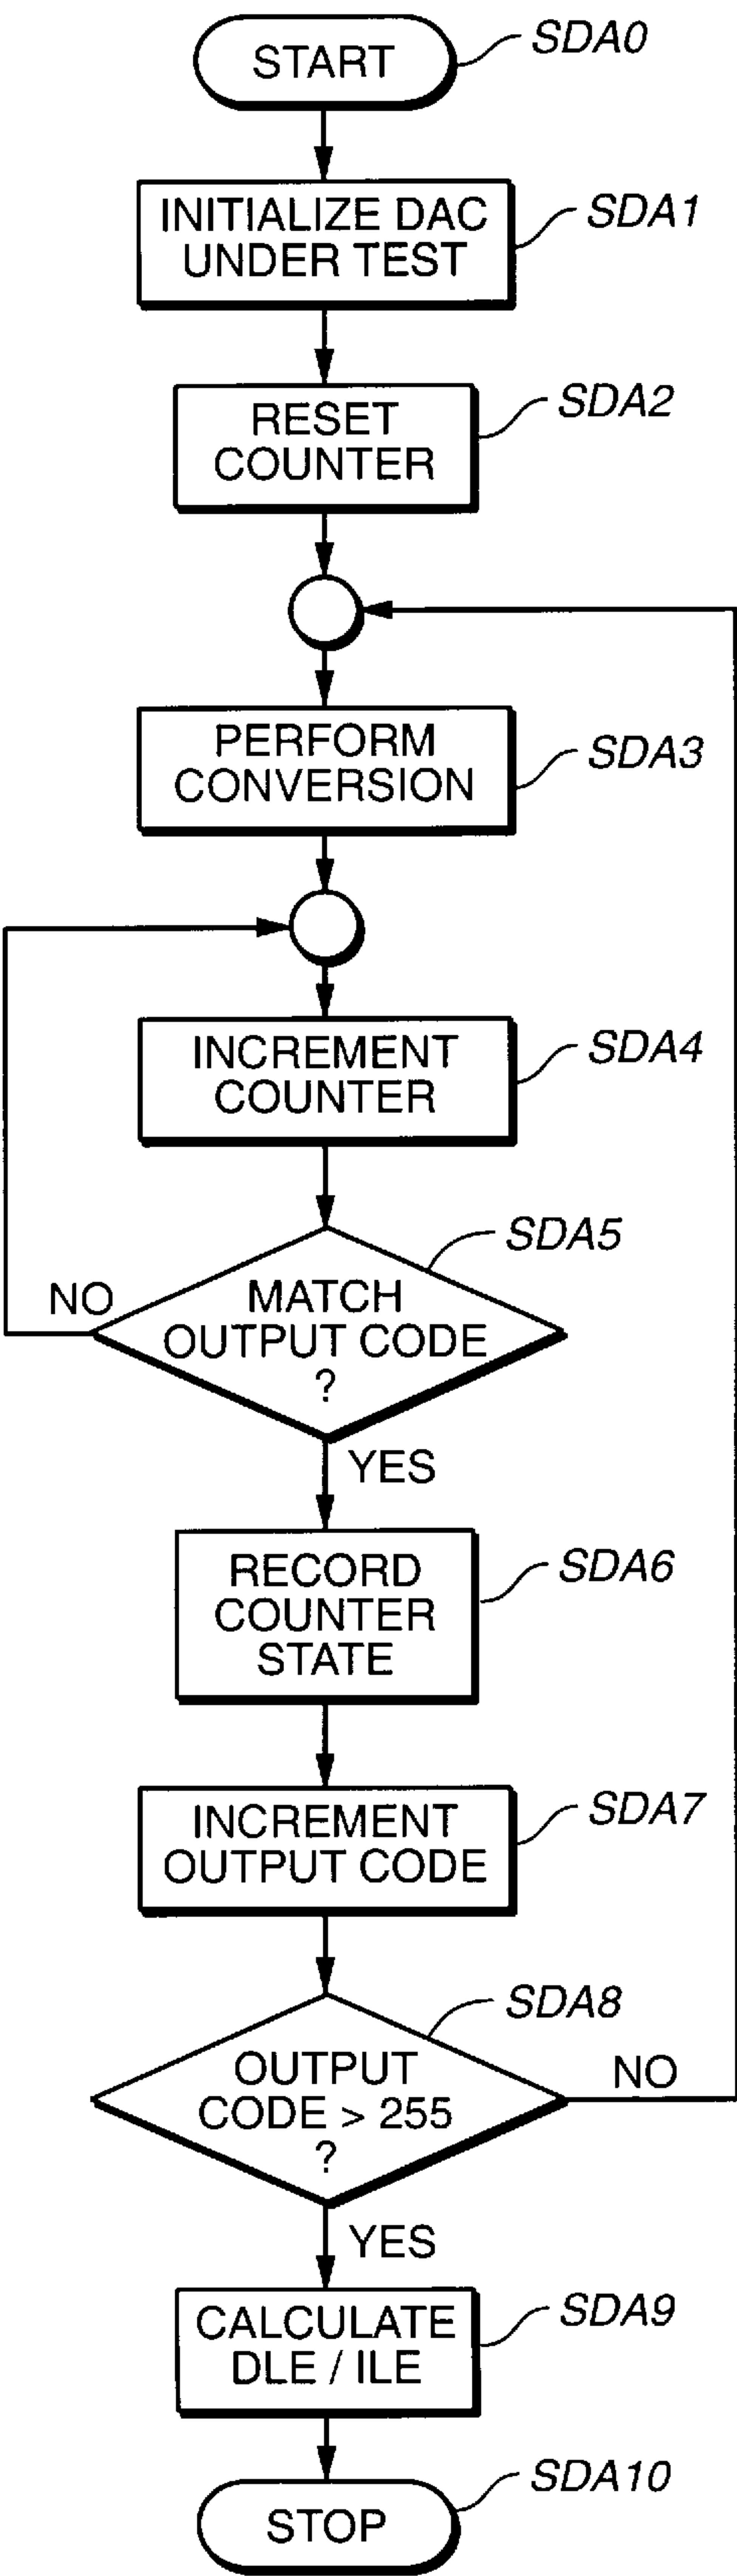 START
SDA0
INITIALIZE DAC
UNDER TEST
SDA1
RESET
COUNTER
SDA2
PERFORM
CONVERSION
SDA3
INCREMENT
COUNTER
SDA4
MATCH
OUTPUT CODE
?
SDA5
NO
YES
RECORD
COUNTER
STATE
SDA6
INCREMENT
OUTPUT CODE
SDA7
OUTPUT
CODE > 255
?
SDA8
NO
YES
CALCULATE
DLE / ILE
SDA9
STOP
SDA10